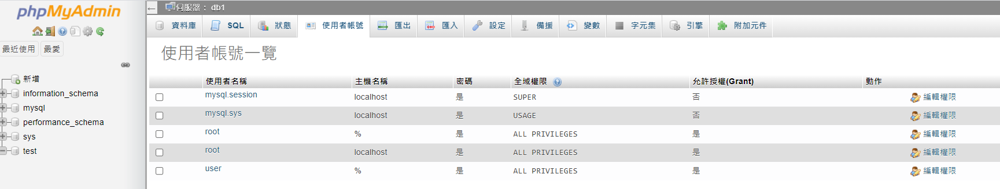 phpMyAdmin
最近使用 最愛
新增
information_schema
mysql
performance_schema
sys
test
← 伺服器： db1
資料庫 SQL 狀態 使用者帳號 匯出 匯入 設定 備援 變數 字元集 引擎 附加元件
使用者帳號一覽
使用者名稱 主機名稱 密碼 全域權限 允許授權(Grant) 動作
mysql.session localhost 是 SUPER 否 編輯權限
mysql.sys localhost 是 USAGE 否 編輯權限
root % 是 ALL PRIVILEGES 是 編輯權限
root localhost 是 ALL PRIVILEGES 是 編輯權限
user % 是 ALL PRIVILEGES 是 編輯權限